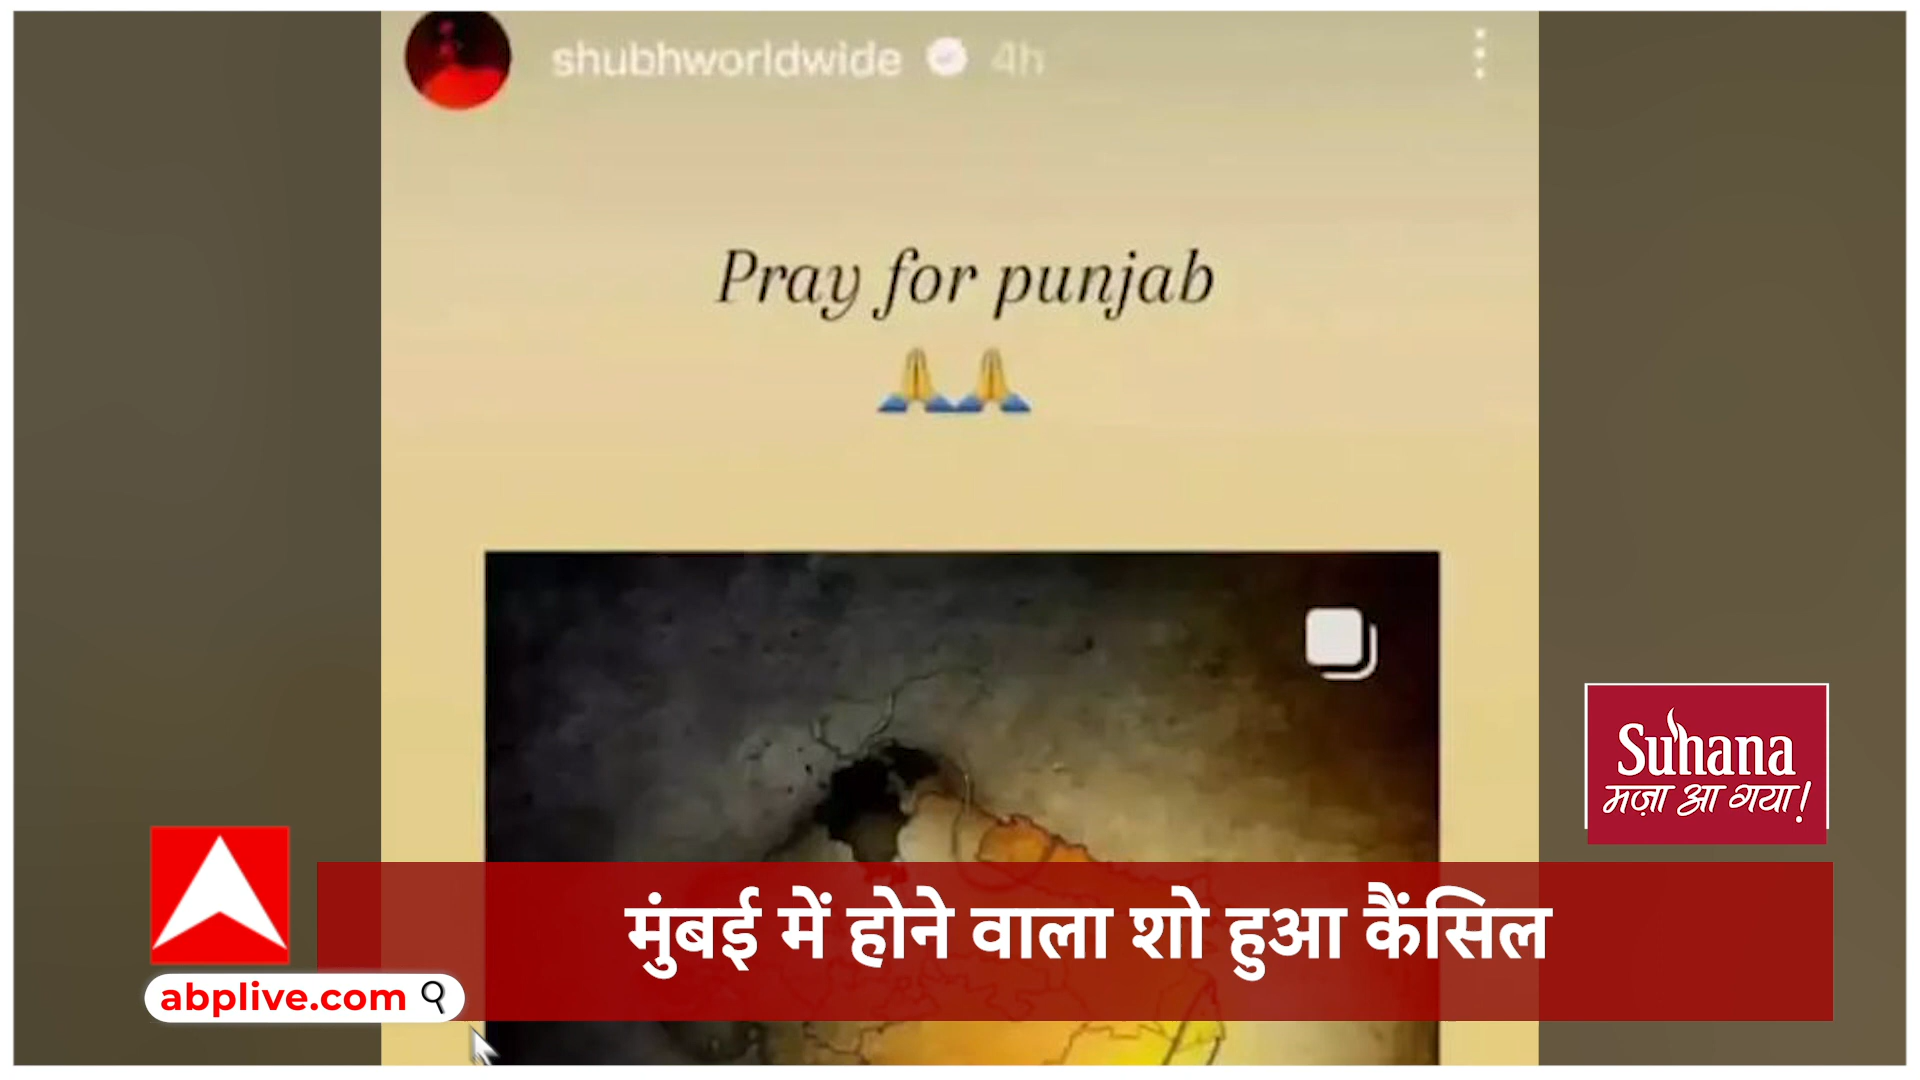 shubhworldwide 4h
Pray for punjab
🙏🙏
Suhana
मज़ा आ गया!
मुंबई में होने वाला शो हुआ कैंसिल
abplive.com